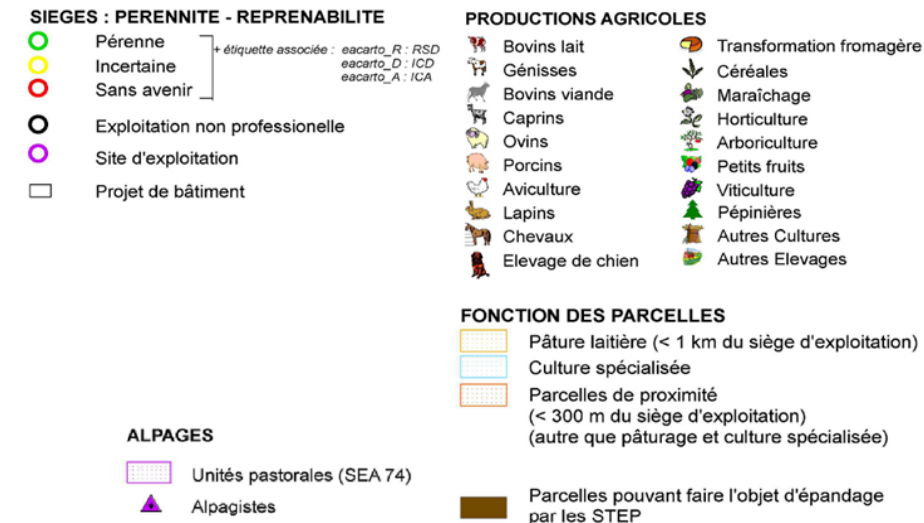 SIEGES : PERENNITE - REPRENABILITE
Pérenne
Incertaine
Sans avenir
+ étiquette associée : eacarto_R : RSD
eacarto_D : ICD
eacarto_A : ICA
Exploitation non professionelle
Site d'exploitation
Projet de bâtiment
PRODUCTIONS AGRICOLES
Bovins lait
Génisses
Bovins viande
Caprins
Ovins
Porcins
Aviculture
Lapins
Chevaux
Elevage de chien
Transformation fromagère
Céréales
Maraîchage
Horticulture
Arboriculture
Petits fruits
Viticulture
Pépinières
Autres Cultures
Autres Elevages
FONCTION DES PARCELLES
Pâture laitière (< 1 km du siège d'exploitation)
Culture spécialisée
Parcelles de proximité
(< 300 m du siège d'exploitation)
(autre que pâturage et culture spécialisée)
ALPAGES
Unités pastorales (SEA 74)
Alpagistes
Parcelles pouvant faire l'objet d'épandage
par les STEP